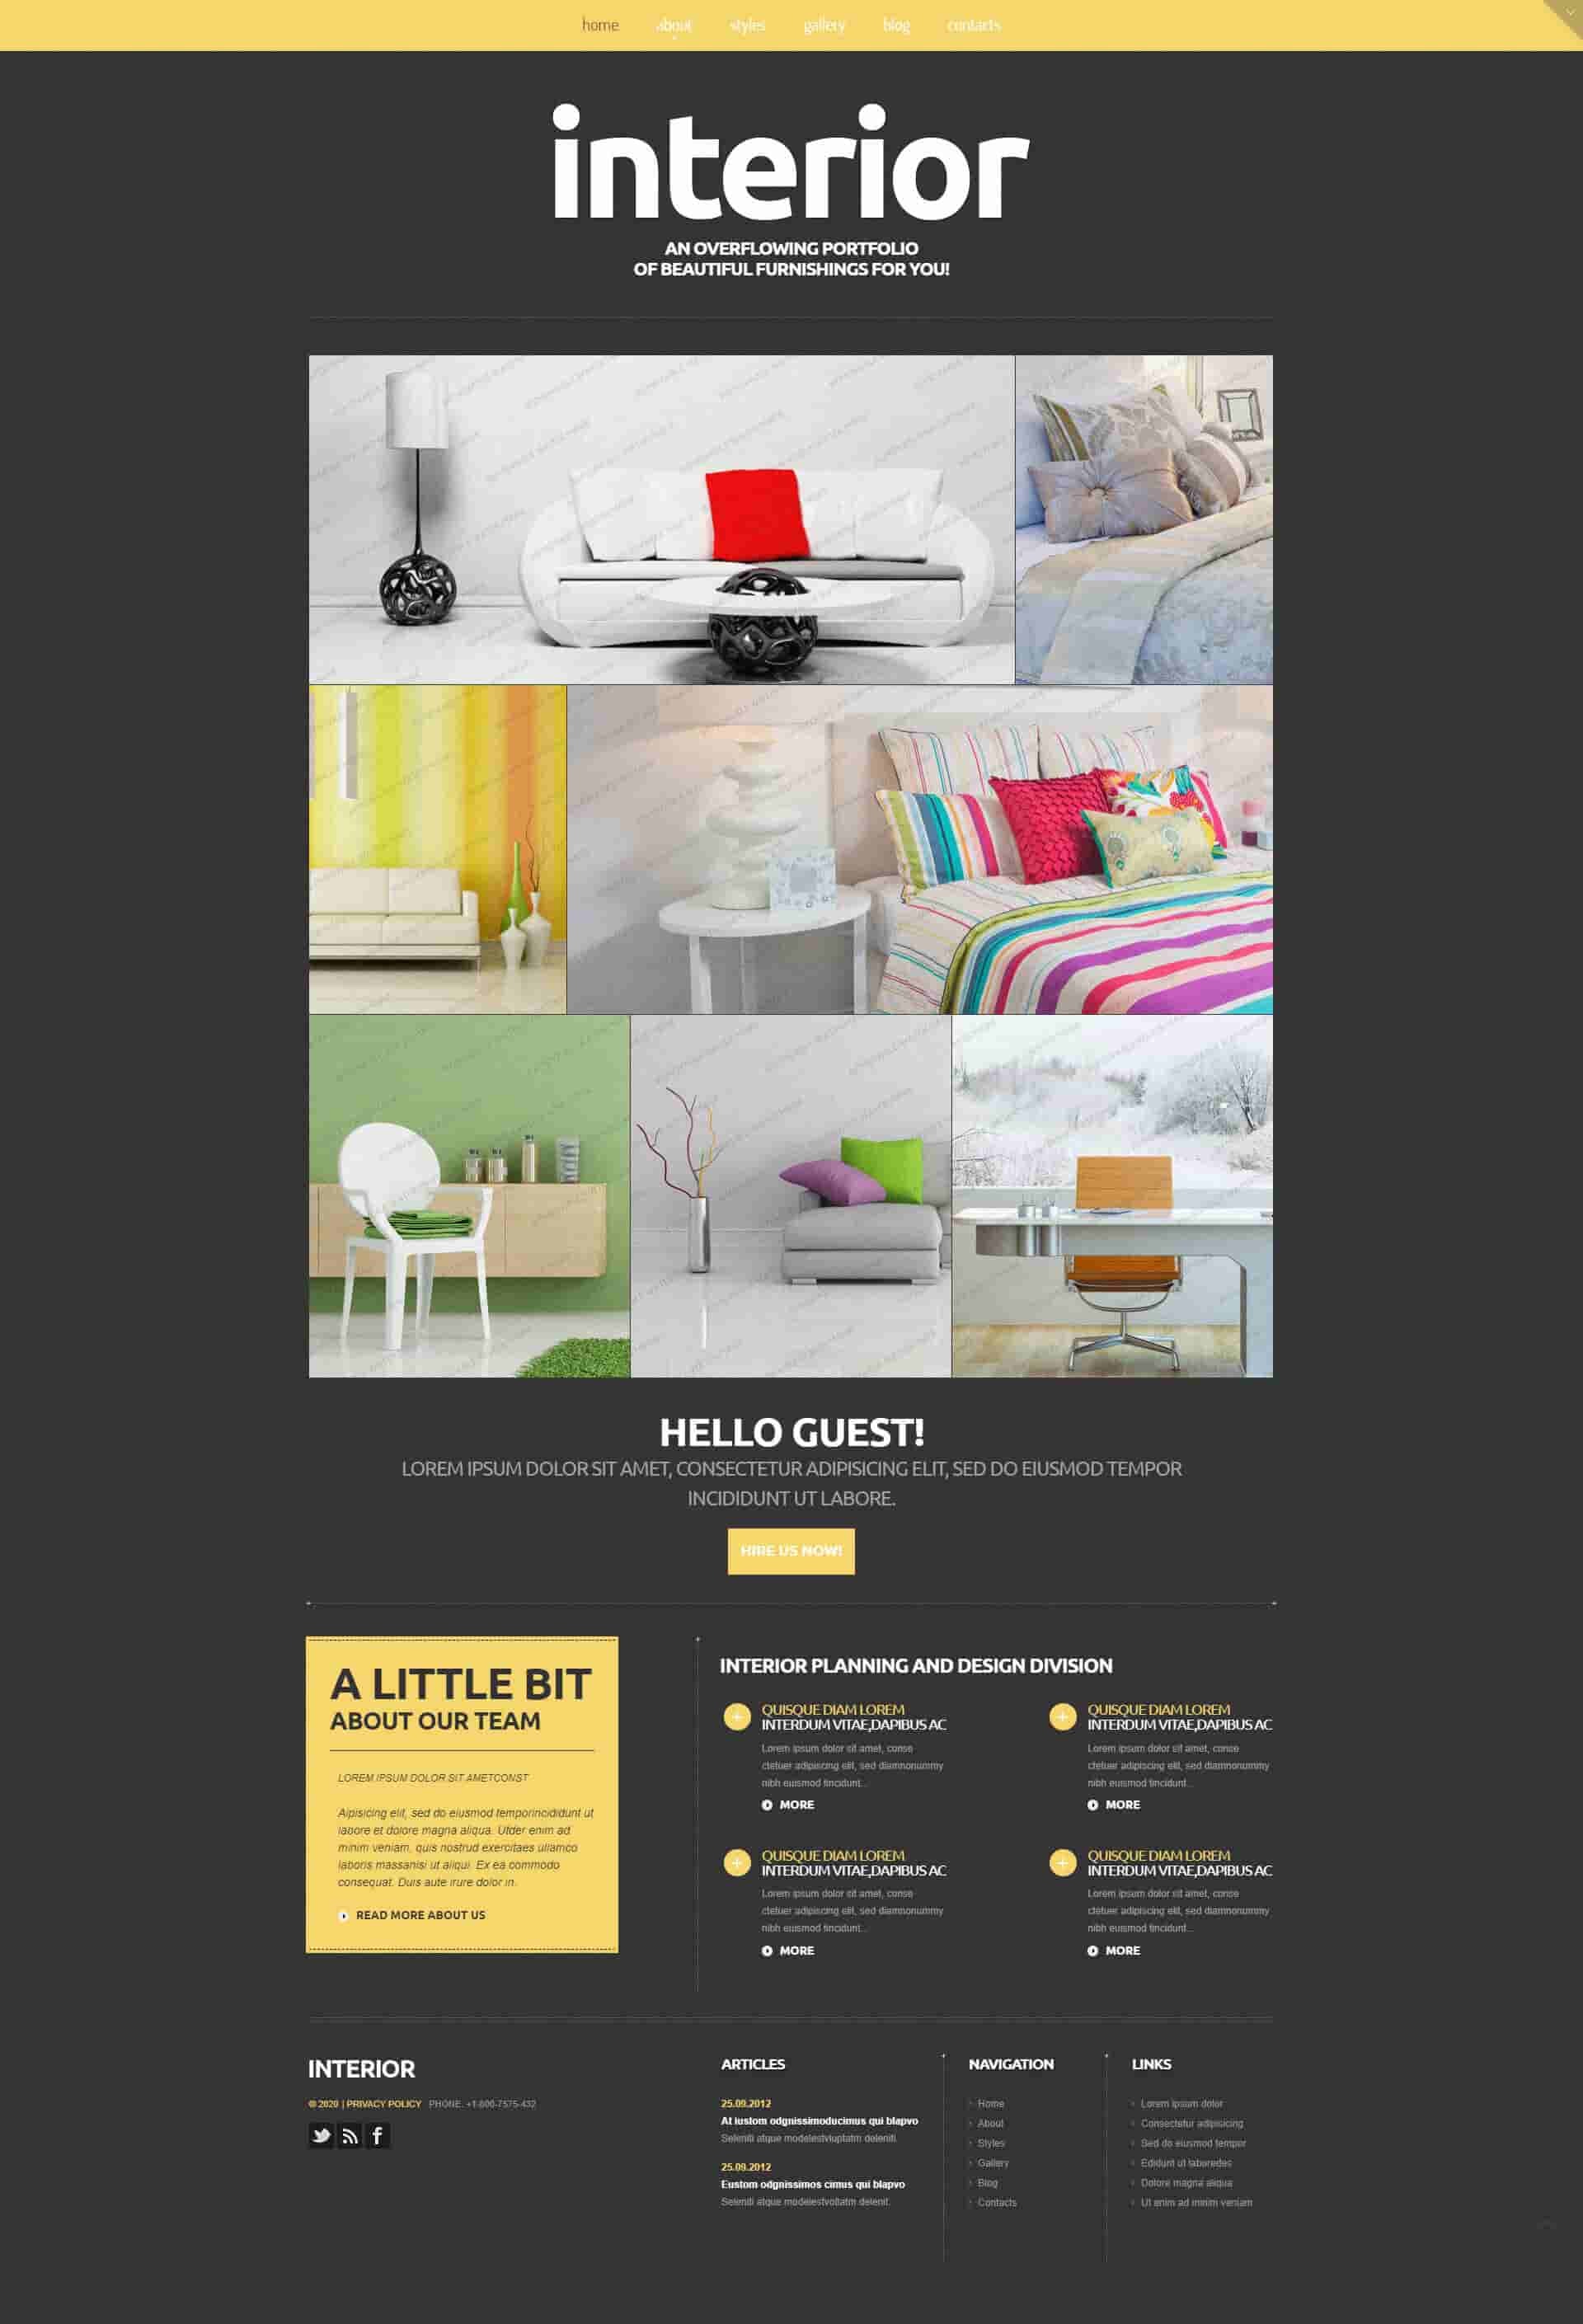 home about styles gallery blog contacts
interior
AN OVERFLOWING PORTFOLIO
OF BEAUTIFUL FURNISHINGS FOR YOU!
HELLO GUEST!
LOREM IPSUM DOLOR SIT AMET, CONSECTETUR ADIPISICING ELIT, SED DO EIUSMOD TEMPOR
INCIDIDUNT UT LABORE.
HIRE US NOW!
A LITTLE BIT
ABOUT OUR TEAM
LOREM IPSUM DOLOR SIT AMETCONST
Aipisicing elit, sed do eiusmod temporincididunt ut
labore et dolore magna aliqua. Utder enim ad
minim veniam, quis nostrud exercitaes ullamco
laboris massanisi ut aliqui. Ex ea commodo
consequat. Duis aute irure dolor in.
READ MORE ABOUT US
INTERIOR PLANNING AND DESIGN DIVISION
QUISQUE DIAM LOREM
INTERDUM VITAE,DAPIBUS AC
Lorem ipsum dolor sit amet, conse
ctetuer adipiscing elit, sed diamnonummy
nibh euismod tincidunt...
MORE
QUISQUE DIAM LOREM
INTERDUM VITAE,DAPIBUS AC
Lorem ipsum dolor sit amet, conse
ctetuer adipiscing elit, sed diamnonummy
nibh euismod tincidunt...
MORE
QUISQUE DIAM LOREM
INTERDUM VITAE,DAPIBUS AC
Lorem ipsum dolor sit amet, conse
ctetuer adipiscing elit, sed diamnonummy
nibh euismod tincidunt...
MORE
QUISQUE DIAM LOREM
INTERDUM VITAE,DAPIBUS AC
Lorem ipsum dolor sit amet, conse
ctetuer adipiscing elit, sed diamnonummy
nibh euismod tincidunt...
MORE
INTERIOR
© 2020 | PRIVACY POLICY PHONE: +1-800-7575-432
ARTICLES
25.09.2012
At iustom odgnissimoducimus qui blapvo
Seleniti atque modelestvluptatm deleniti.
25.09.2012
Eustom odgnissimos cimus qui blapvo
Seleniti atque modelestvoltatm delenit.
NAVIGATION
Home
About
Styles
Gallery
Blog
Contacts
LINKS
Lorem ipsum dolor
Consectetur adipisicing
Sed do eiusmod tempor
Edidunt ut laboredes
Dolore magna aliqua
Ut enim ad minim veniam